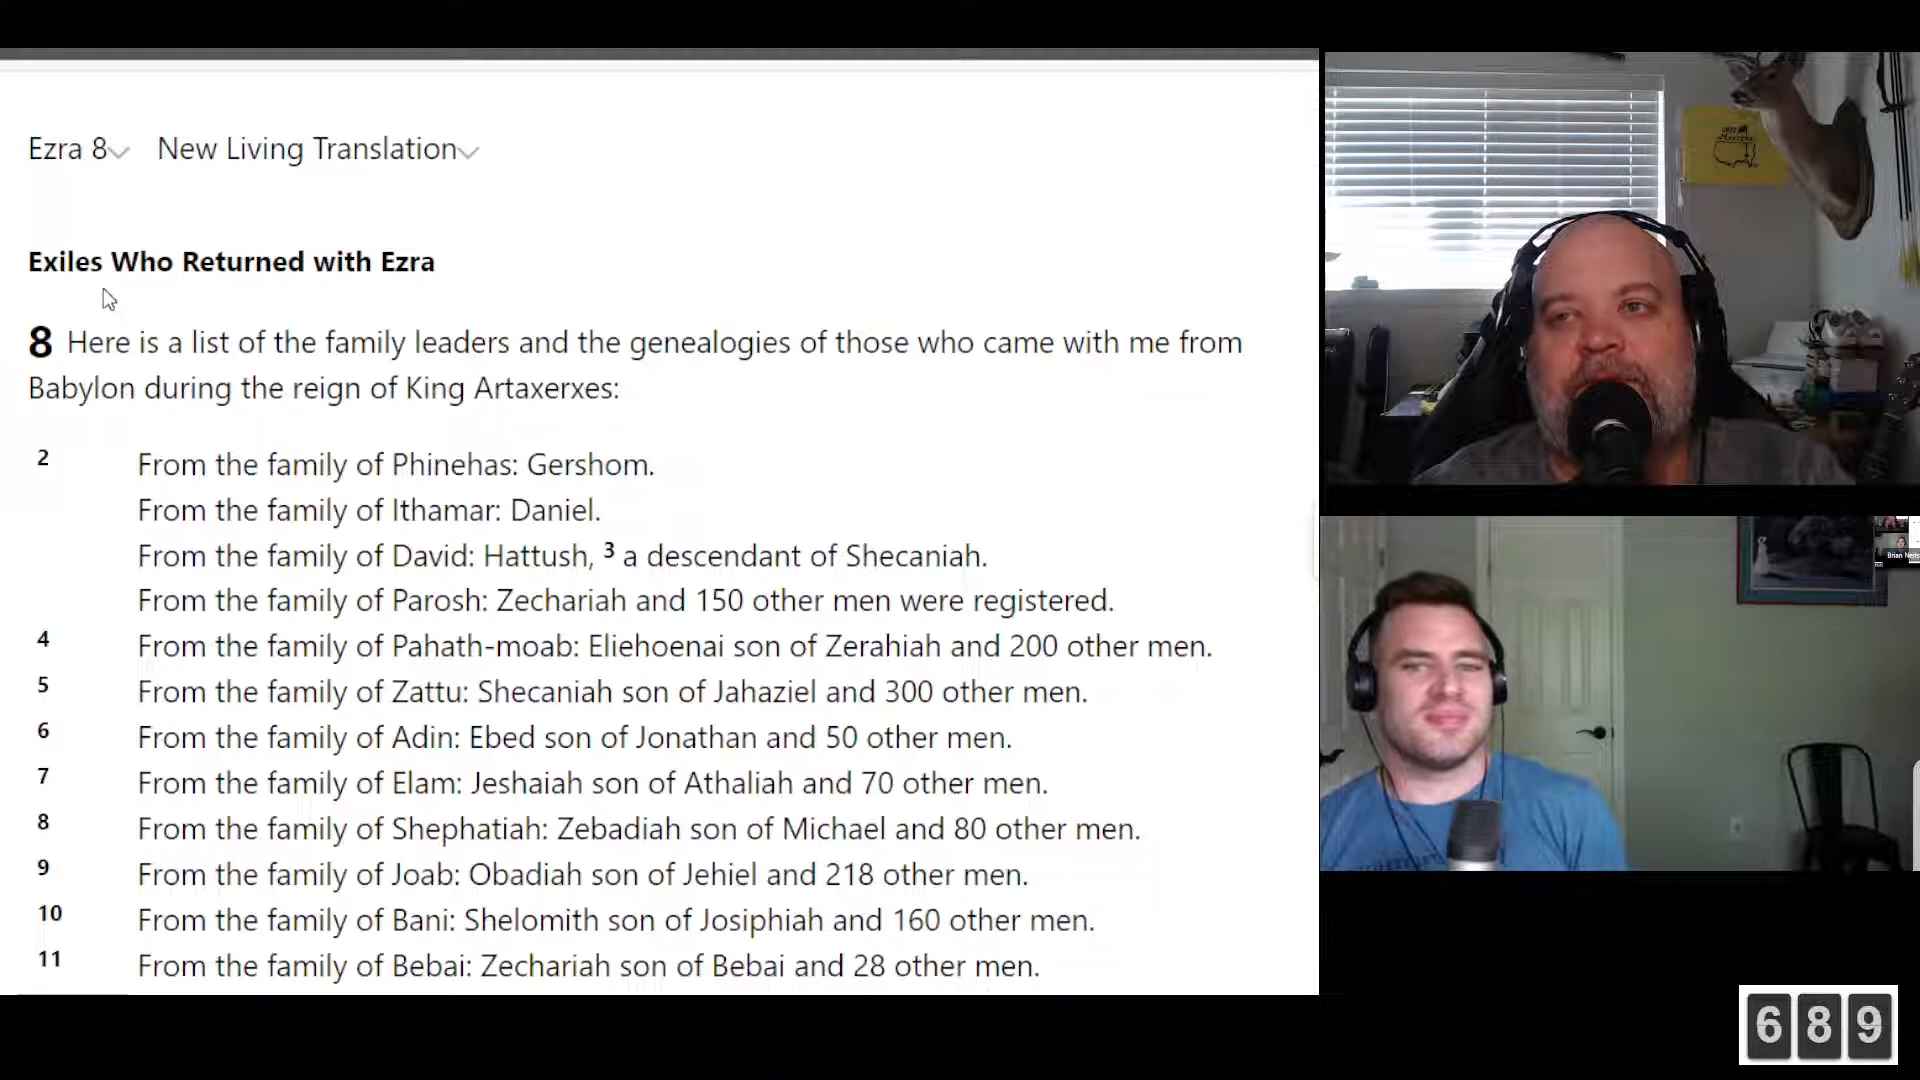 Ezra 8 New Living Translation
Exiles Who Returned with Ezra
8 Here is a list of the family leaders and the genealogies of those who came with me from
Babylon during the reign of King Artaxerxes:
2 From the family of Phinehas: Gershom.
From the family of Ithamar: Daniel.
From the family of David: Hattush, 3 a descendant of Shecaniah.
From the family of Parosh: Zechariah and 150 other men were registered.
4 From the family of Pahath-moab: Eliehoenai son of Zerahiah and 200 other men.
5 From the family of Zattu: Shecaniah son of Jahaziel and 300 other men.
6 From the family of Adin: Ebed son of Jonathan and 50 other men.
7 From the family of Elam: Jeshaiah son of Athaliah and 70 other men.
8 From the family of Shephatiah: Zebadiah son of Michael and 80 other men.
9 From the family of Joab: Obadiah son of Jehiel and 218 other men.
10 From the family of Bani: Shelomith son of Josiphiah and 160 other men.
11 From the family of Bebai: Zechariah son of Bebai and 28 other men.
Masters
Brian
689